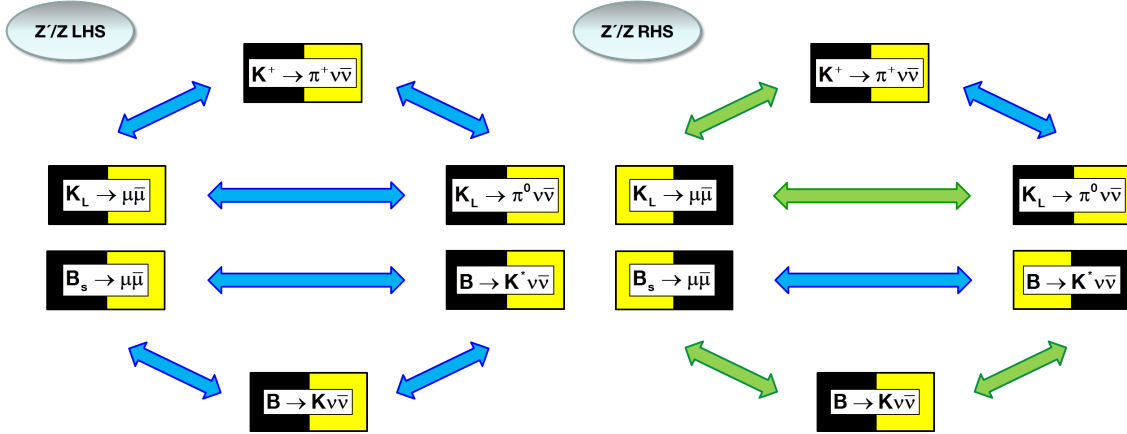 Z′/Z LHS
K⁺ → π⁺νν̅
K_L → μμ̅
K_L → π⁰νν̅
B_s → μμ̅
B → K*νν̅
B → Kνν̅
Z′/Z RHS
K⁺ → π⁺νν̅
K_L → μμ̅
K_L → π⁰νν̅
B_s → μμ̅
B → K*νν̅
B → Kνν̅